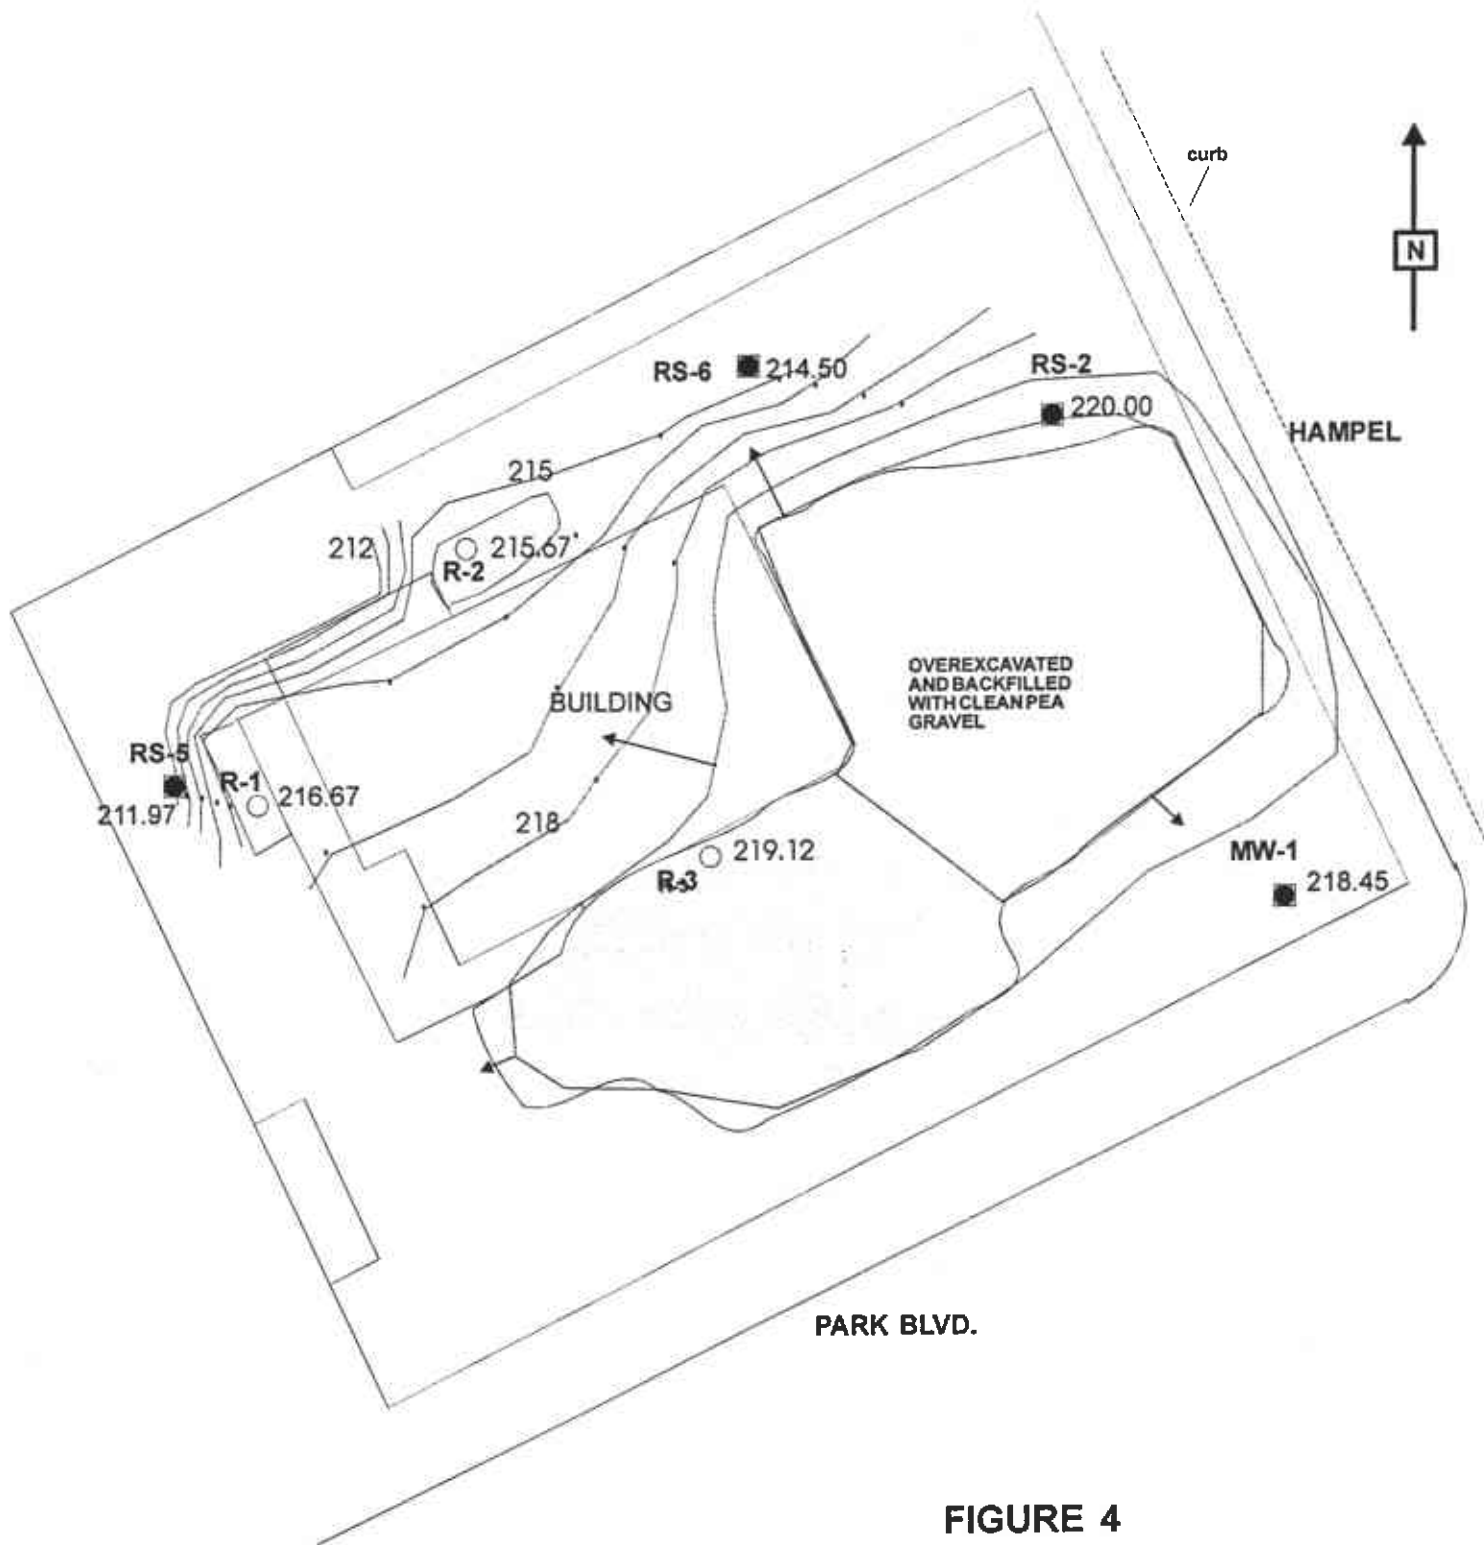 curb
N
RS-6
214.50
RS-2
220.00
HAMPEL
215
212
215.67
R-2
OVEREXCAVATED
AND BACKFILLED
WITH CLEAN PEA
GRAVEL
BUILDING
RS-5
R-1
216.67
211.97
218
219.12
R-3
MW-1
218.45
PARK BLVD.
FIGURE 4